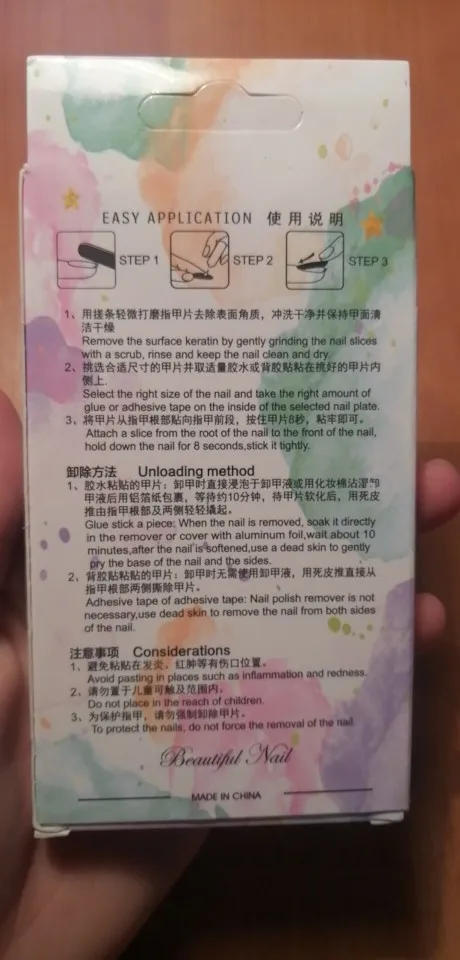 EASY APPLICATION 使用说明
STEP 1
STEP 2
STEP 3
1、用搓条轻微打磨指甲片去除表面角质，冲洗干净并保持甲面清
洁干燥
Remove the surface keratin by gently grinding the nail slices
with a scrub, rinse and keep the nail clean and dry.
2、挑选合适尺寸的甲片并取适量胶水或背胶贴粘在挑好的甲片内
侧上.
Select the right size of the nail and take the right amount of
glue or adhesive tape on the inside of the selected nail plate.
3、将甲片从指甲根部贴向指甲前段，按住甲片8秒，粘牢即可。
Attach a slice from the root of the nail to the front of the nail,
hold down the nail for 8 seconds,stick it tightly.
卸除方法 Unloading method
1、胶水粘贴的甲片：卸甲时直接浸泡于卸甲液或用化妆棉沾湿卸
甲液后用铝箔纸包裹，等待约10分钟，待甲片软化后，用死皮
推由指甲根部及两侧轻轻撬起。
Glue stick a piece: When the nail is removed, soak it directly
in the remover or cover with aluminum foil,wait about 10
minutes,after the nail is softened,use a dead skin to gently
pry the base of the nail and the sides.
2、背胶贴粘贴的甲片：卸甲时无需使用卸甲液，用死皮推直接从
指甲根部两侧撕除甲片。
Adhesive tape of adhesive tape: Nail polish remover is not
necessary,use dead skin to remove the nail from both sides
of the nail.
注意事项 Considerations
1、避免粘贴在发炎，红肿等有伤口位置。
Avoid pasting in places such as inflammation and redness.
2、请勿置于儿童可触及范围内。
Do not place in the reach of children.
3、为保护指甲，请勿强制卸除甲片。
To protect the nails, do not force the removal of the nail.
Beautiful Nail
MADE IN CHINA